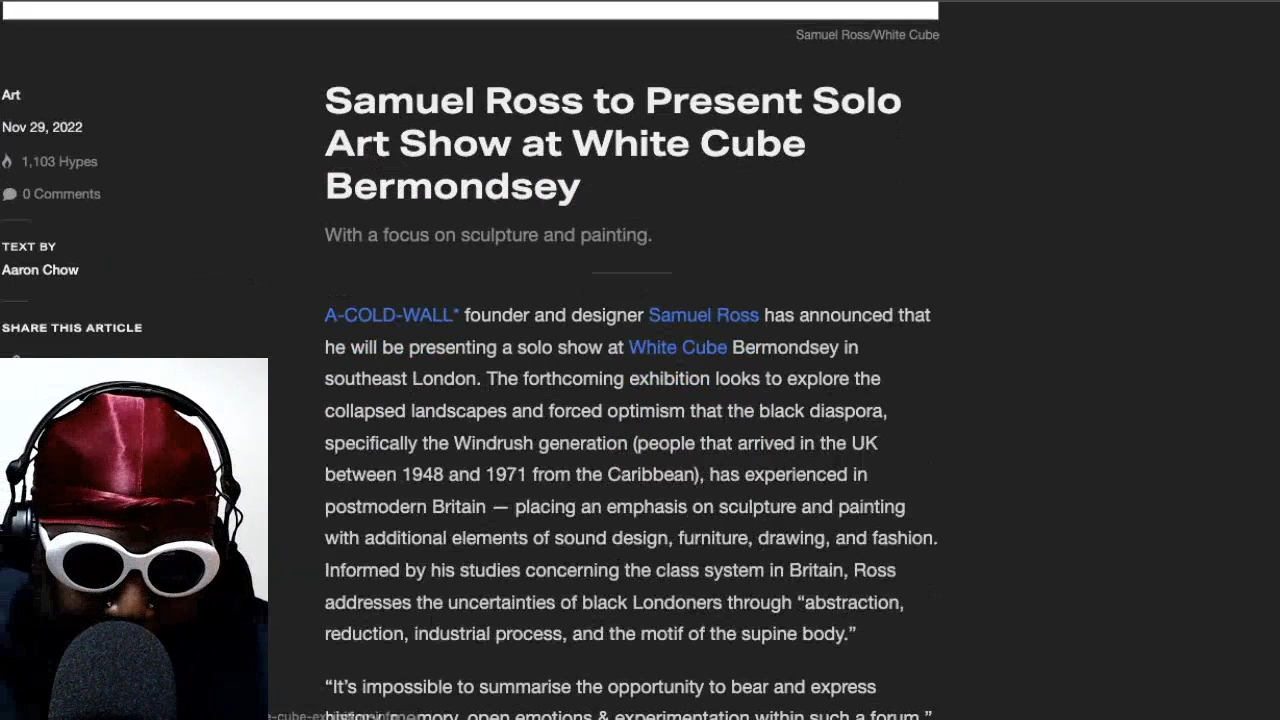 Samuel Ross/White Cube
Art
Nov 29, 2022
1,103 Hypes
0 Comments
TEXT BY
Aaron Chow
SHARE THIS ARTICLE
Samuel Ross to Present Solo
Art Show at White Cube
Bermondsey
With a focus on sculpture and painting.
A-COLD-WALL* founder and designer Samuel Ross has announced that
he will be presenting a solo show at White Cube Bermondsey in
southeast London. The forthcoming exhibition looks to explore the
collapsed landscapes and forced optimism that the black diaspora,
specifically the Windrush generation (people that arrived in the UK
between 1948 and 1971 from the Caribbean), has experienced in
postmodern Britain — placing an emphasis on sculpture and painting
with additional elements of sound design, furniture, drawing, and fashion.
Informed by his studies concerning the class system in Britain, Ross
addresses the uncertainties of black Londoners through “abstraction,
reduction, industrial process, and the motif of the supine body.”
“It’s impossible to summarise the opportunity to bear and express
open emotions & experimentation within such a forum.”